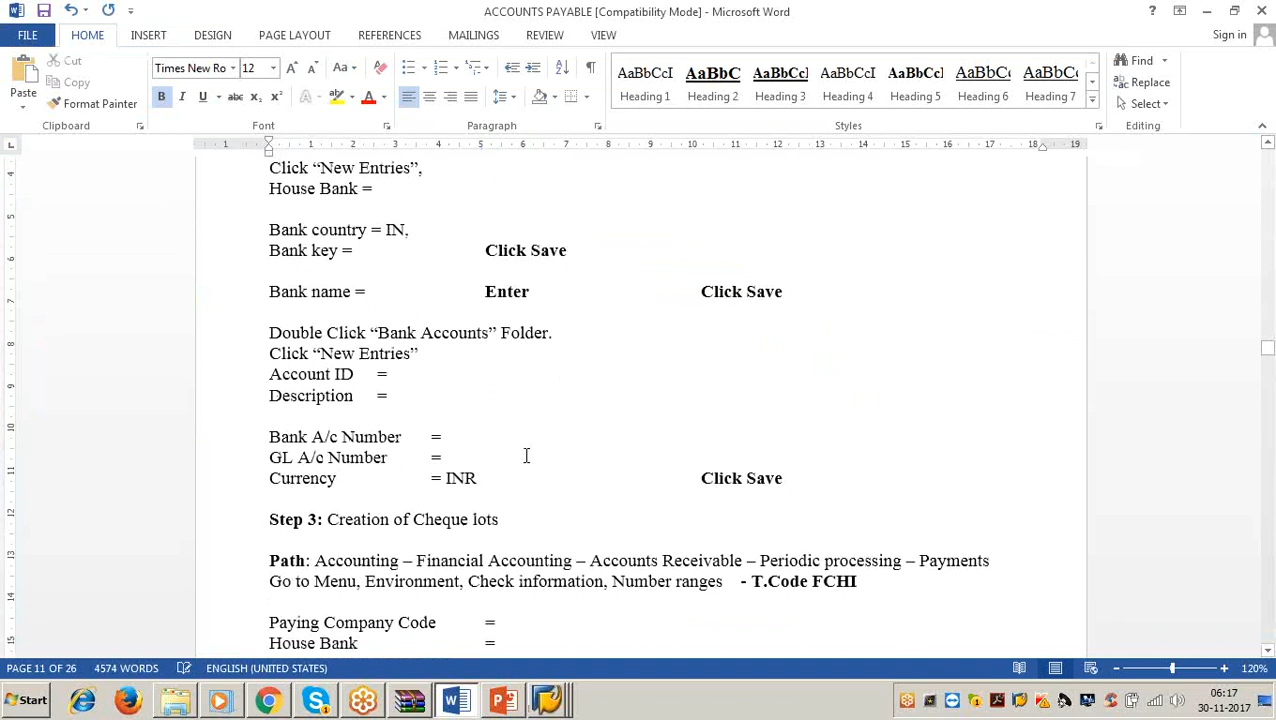 ACCOUNTS PAYABLE [Compatibility Mode] - Microsoft Word
FILE HOME INSERT DESIGN PAGE LAYOUT REFERENCES MAILINGS REVIEW VIEW Sign in
Paste
Cut
Copy
Format Painter
Clipboard
Times New Ro 12
Font
Paragraph
AaBbCcI AaBbC AaBbCcI AaBbCcI AaBbCcI AaBbCcI AaBbCcI
Heading 1 Heading 2 Heading 3 Heading 4 Heading 5 Heading 6 Heading 7
Styles
Find
Replace
Select
Editing
Click “New Entries”,
House Bank =
Bank country = IN,
Bank key = Click Save
Bank name = Enter Click Save
Double Click “Bank Accounts” Folder.
Click “New Entries”
Account ID =
Description =
Bank A/c Number =
GL A/c Number =
Currency = INR Click Save
Step 3: Creation of Cheque lots
Path: Accounting – Financial Accounting – Accounts Receivable – Periodic processing – Payments
Go to Menu, Environment, Check information, Number ranges - T.Code FCHI
Paying Company Code =
House Bank =
PAGE 11 OF 26 4574 WORDS ENGLISH (UNITED STATES) 120%
Start
06:17
30-11-2017